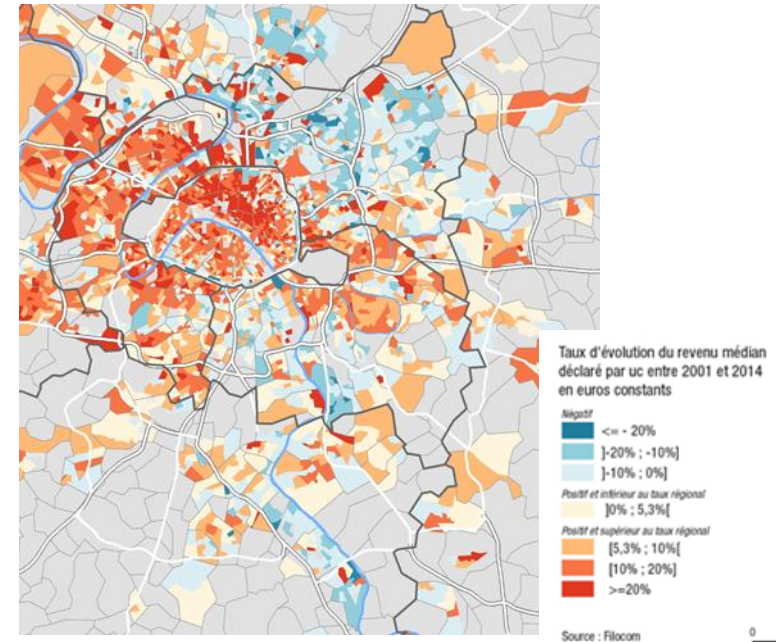 Taux d'évolution du revenu médian
déclaré par uc entre 2001 et 2014
en euros constants
Négatif
<= - 20%
]-20% ; -10%]
]-10% ; 0%]
Positif et inférieur au taux régional
]0% ; 5,3%[
Positif et supérieur au taux régional
[5,3% ; 10%[
[10% ; 20%]
>=20%
Source : Filocom
0